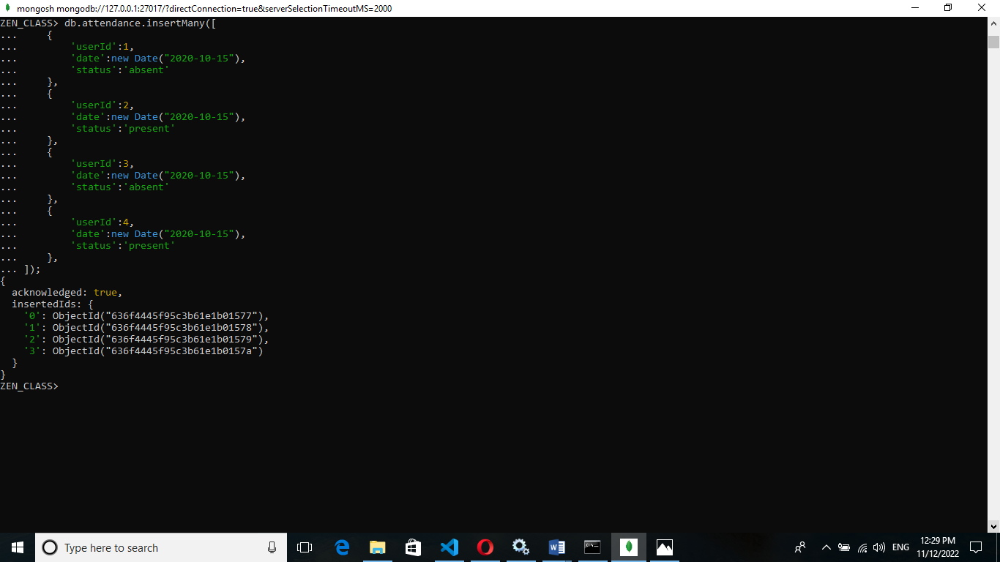 mongosh mongodb://127.0.0.1:27017/?directConnection=true&serverSelectionTimeoutMS=2000
ZEN_CLASS> db.attendance.insertMany([
...     {
...         'userId':1,
...         'date':new Date("2020-10-15"),
...         'status':'absent'
...     },
...     {
...         'userId':2,
...         'date':new Date("2020-10-15"),
...         'status':'present'
...     },
...     {
...         'userId':3,
...         'date':new Date("2020-10-15"),
...         'status':'absent'
...     },
...     {
...         'userId':4,
...         'date':new Date("2020-10-15"),
...         'status':'present'
...     },
... ]);
{
  acknowledged: true,
  insertedIds: {
    '0': ObjectId("636f4445f95c3b61e1b01577"),
    '1': ObjectId("636f4445f95c3b61e1b01578"),
    '2': ObjectId("636f4445f95c3b61e1b01579"),
    '3': ObjectId("636f4445f95c3b61e1b0157a")
  }
}
ZEN_CLASS>
Type here to search
ENG
12:29 PM
11/12/2022